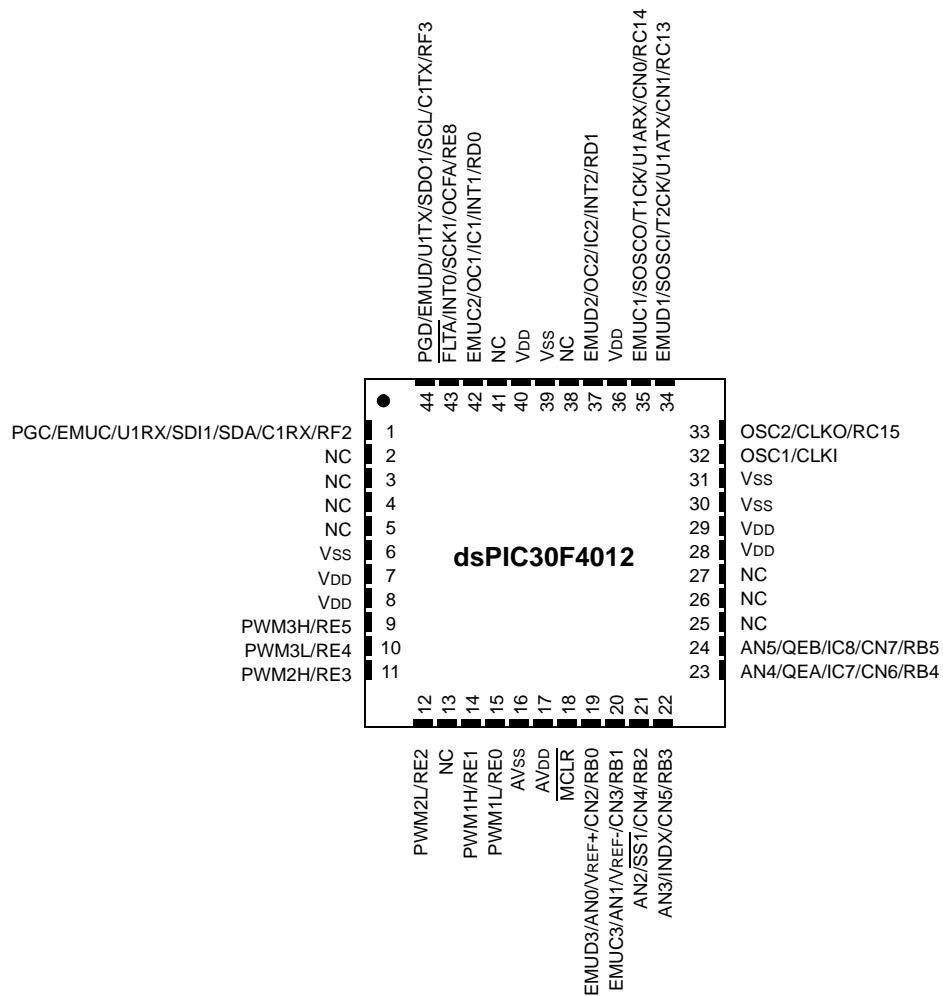 PGD/EMUD/U1TX/SDO1/SCL/C1TX/RF3
FLTA/INT0/SCK1/OCFA/RE8
EMUC2/OC1/IC1/INT1/RD0
NC
VDD
VSS
NC
EMUD2/OC2/IC2/INT2/RD1
VDD
EMUC1/SOSCO/T1CK/U1ARX/CN0/RC14
EMUD1/SOSCI/T2CK/U1ATX/CN1/RC13
44
43
42
41
40
39
38
37
36
35
34
PGC/EMUC/U1RX/SDI1/SDA/C1RX/RF2 1
NC 2
NC 3
NC 4
NC 5
VSS 6
VDD 7
VDD 8
PWM3H/RE5 9
PWM3L/RE4 10
PWM2H/RE3 11
dsPIC30F4012
33 OSC2/CLKO/RC15
32 OSC1/CLKI
31 VSS
30 VSS
29 VDD
28 VDD
27 NC
26 NC
25 NC
24 AN5/QEB/IC8/CN7/RB5
23 AN4/QEA/IC7/CN6/RB4
12
13
14
15
16
17
18
19
20
21
22
PWM2L/RE2
NC
PWM1H/RE1
PWM1L/RE0
AVSS
AVDD
MCLR
EMUD3/AN0/VREF+/CN2/RB0
EMUC3/AN1/VREF-/CN3/RB1
AN2/SS1/CN4/RB2
AN3/INDX/CN5/RB3